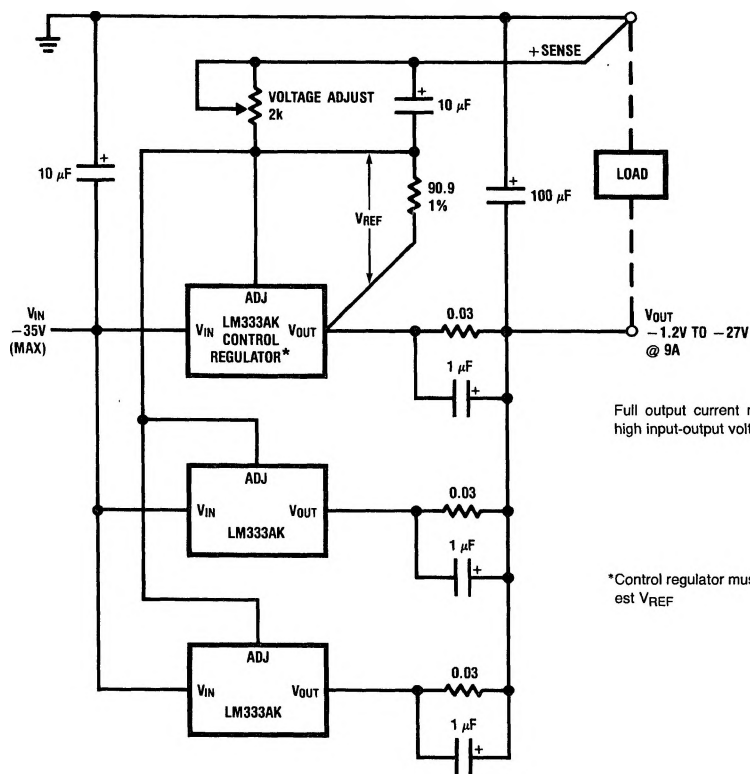 +SENSE
VOLTAGE ADJUST
2k
+
10 μF
+
10 μF
VREF
90.9
1%
+
100 μF
LOAD
VIN
−35V
(MAX)
ADJ
VIN
LM333AK
CONTROL
REGULATOR*
VOUT
0.03
1 μF
+
VOUT
−1.2V TO −27V
@ 9A
Full output current
high input-output
ADJ
VIN
VOUT
LM333AK
0.03
1 μF
+
*Control regulator
VREF
ADJ
VIN
VOUT
LM333AK
0.03
1 μF
+